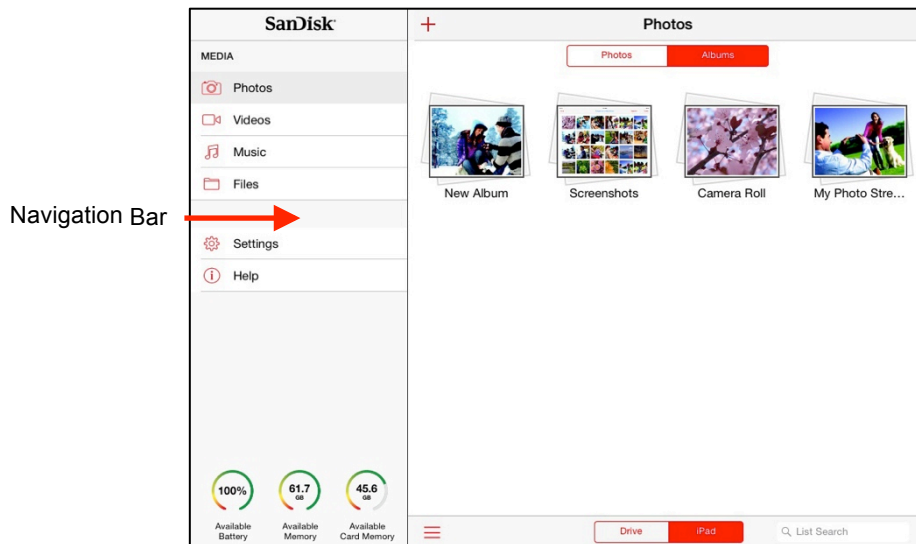 SanDisk
MEDIA
Photos
Videos
Music
Files
Navigation Bar
Settings
Help
100%
61.7
GB
45.6
GB
Available
Battery
Available
Memory
Available
Card Memory
+
Photos
Photos
Albums
New Album
Screenshots
Camera Roll
My Photo Stre...
Drive
iPad
List Search